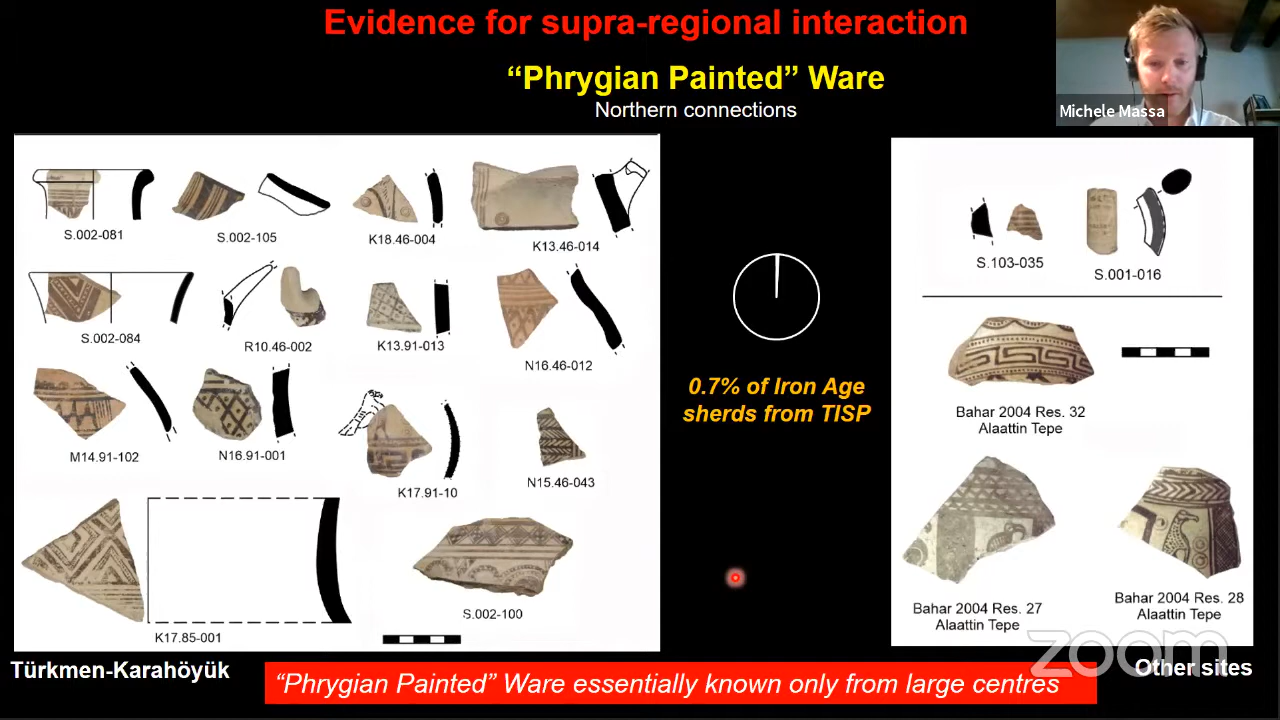 Evidence for supra-regional interaction
“Phrygian Painted” Ware
Northern connections
Michele Massa
S.002-081
S.002-105
K18.46-004
K13.46-014
S.002-084
R10.46-002
K13.91-013
N16.46-012
M14.91-102
N16.91-001
K17.91-10
N15.46-043
K17.85-001
S.002-100
0.7% of Iron Age
sherds from TISP
S.103-035
S.001-016
Bahar 2004 Res. 32
Alaattin Tepe
Bahar 2004 Res. 27
Alaattin Tepe
Bahar 2004 Res. 28
Alaattin Tepe
zoom
Türkmen-Karahöyük
Other sites
“Phrygian Painted” Ware essentially known only from large centres